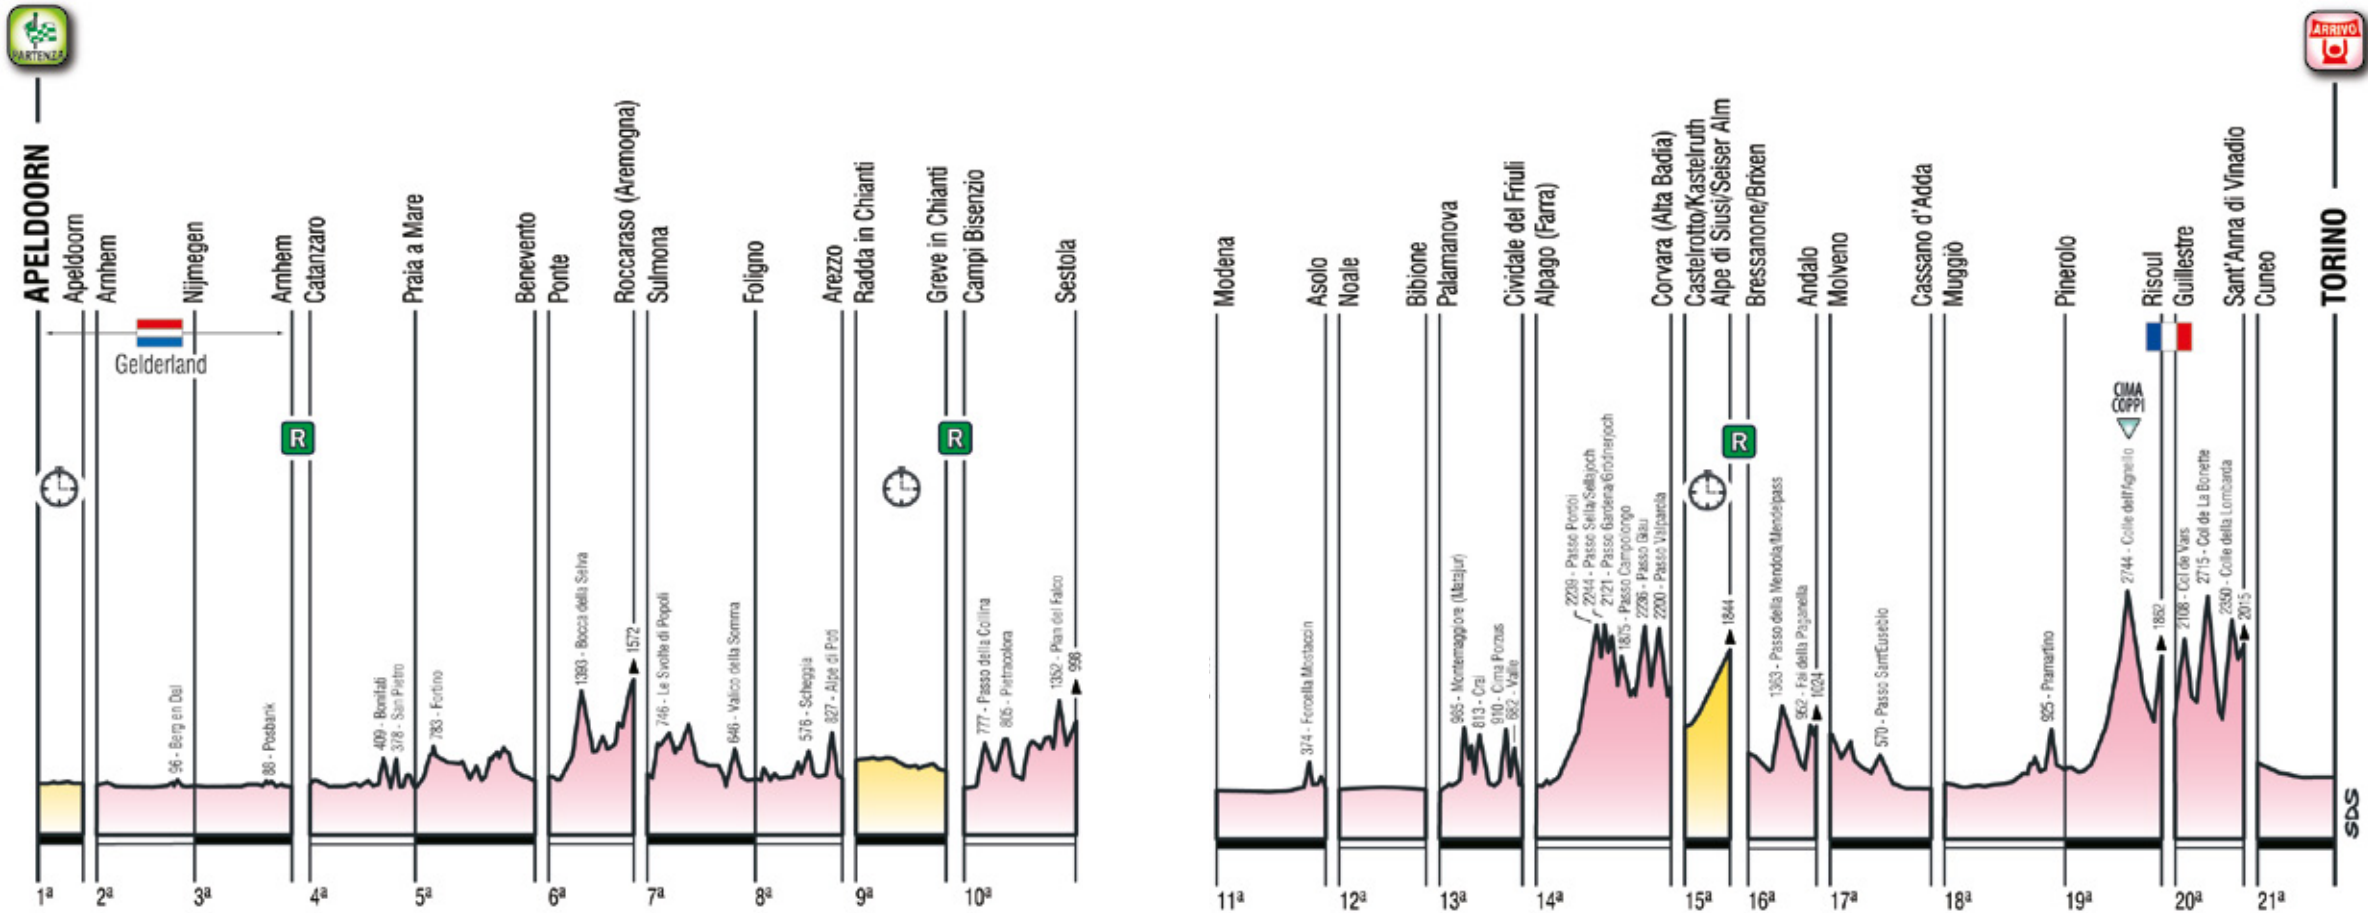 PARTENZA
APELDOORN
Apeldoorn
Arnhem
Nijmegen
Arnhem
Catanzaro
Praia a Mare
Benevento
Ponte
Roccaraso (Aremogna)
Sulmona
Foligno
Arezzo
Radda in Chianti
Greve in Chianti
Campi Bisenzio
Sestola
Modena
Asolo
Noale
Bibione
Palamanova
Cividale del Friuli
Alpago (Farra)
Corvara (Alta Badia)
Castelrotto/Kastelruth
Alpe di Siusi/Seiser Alm
Bressanone/Brixen
Andalo
Molveno
Cassano d'Adda
Muggiò
Pinerolo
Risoul
Guillestre
Sant'Anna di Vinadio
Cuneo
TORINO
ARRIVO
Gelderland
R
R
R
CIMA
COPPI
96 - Berg en Dal
88 - Posbank
409 - Bonifati
378 - San Pietro
783 - Fortino
1393 - Bocca della Selva
1572
746 - Le Svolte di Popoli
646 - Valico della Somma
576 - Scheggia
827 - Alpe di Poti
777 - Passo della Collina
805 - Pietracolora
1352 - Pian del Falco
998
374 - Forcella Mostaccin
965 - Montemaggiore (Matajur)
813 - Crai
910 - Cima Porzus
682 - Valle
2239 - Passo Pordoi
2244 - Passo Sella/Sellajoch
2121 - Passo Gardena/Grodnerjoch
1875 - Passo Campolongo
2236 - Passo Giau
2200 - Passo Valparola
1844
1363 - Passo della Mendola/Mendelpass
952 - Fai della Paganella
1024
570 - Passo Sant'Eusebio
925 - Pramartino
2744 - Colle dell'Agnello
1862
2108 - Col de Vars
2715 - Col de La Bonette
2350 - Colle della Lombarda
2015
SDS
1ª
2ª
3ª
4ª
5ª
6ª
7ª
8ª
9ª
10ª
11ª
12ª
13ª
14ª
15ª
16ª
17ª
18ª
19ª
20ª
21ª